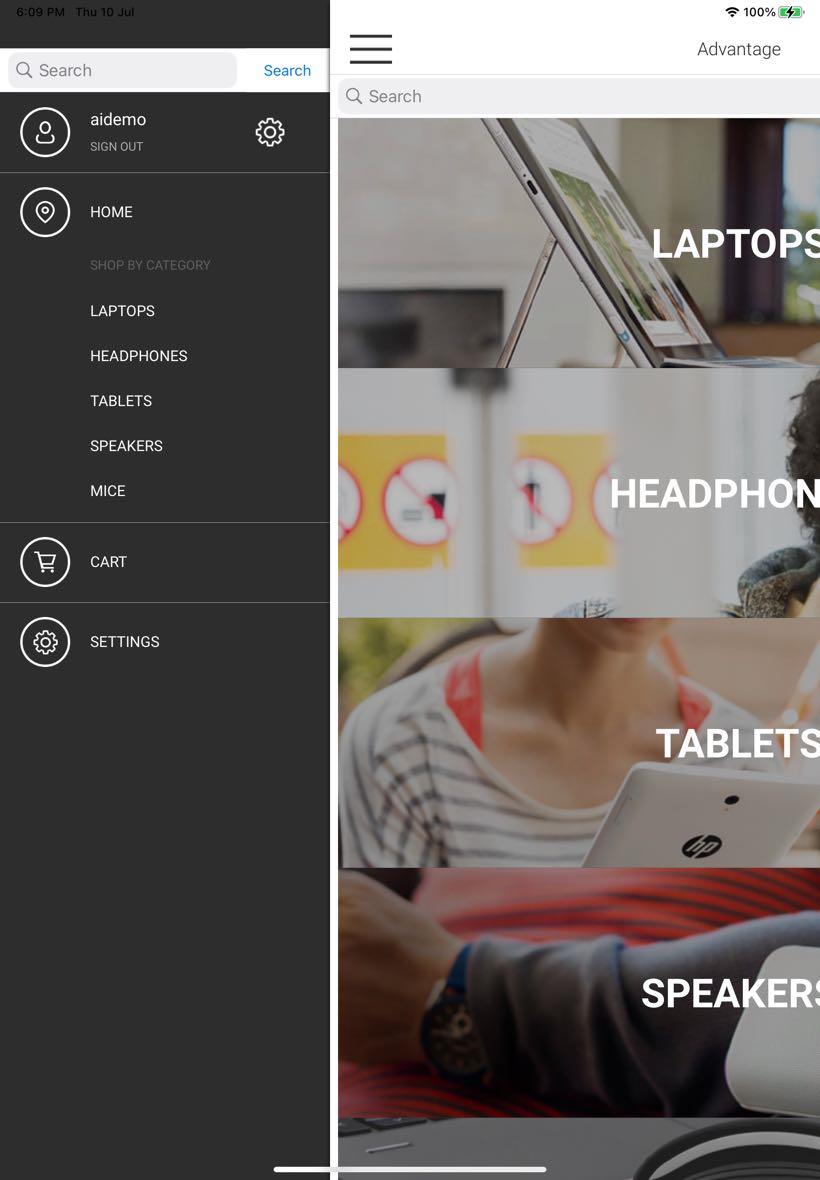 6:09 PM Thu 10 Jul
100%
Search
Search
aidemo
SIGN OUT
HOME
SHOP BY CATEGORY
LAPTOPS
HEADPHONES
TABLETS
SPEAKERS
MICE
CART
SETTINGS
Advantage
Search
LAPTOPS
HEADPHON
TABLETS
hp
SPEAKERS